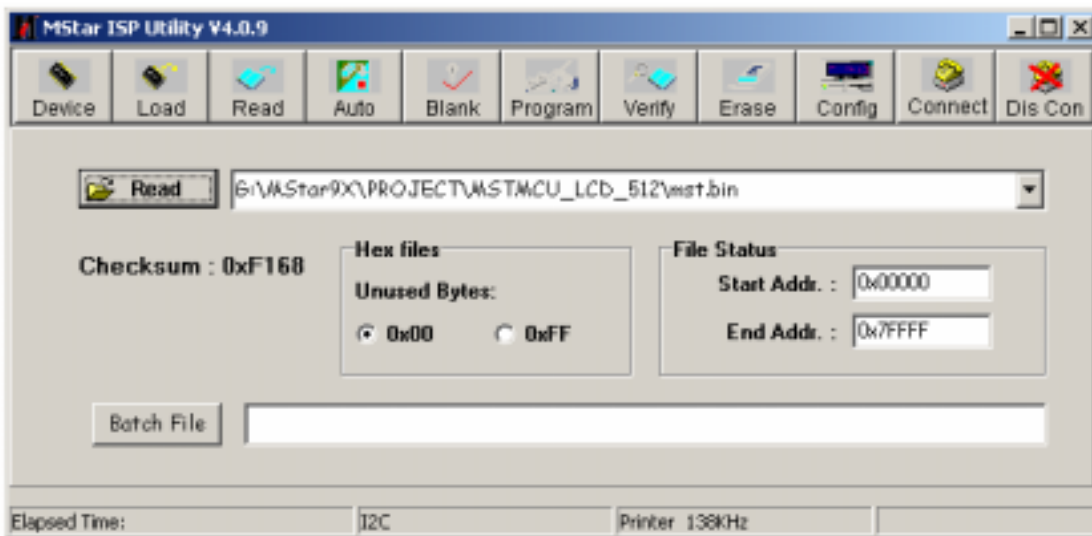 MStar ISP Utility V4.0.9
Device Load Read Auto Blank Program Verify Erase Config Connect Dis Con
Read G:\MStar9X\PROJECT\MSTMCU_LCD_512\mst.bin
Checksum : 0xF168
Hex files
Unused Bytes:
0x00 0xFF
File Status
Start Addr. : 0x00000
End Addr. : 0x7FFFF
Batch File
Elapsed Time: I2C Printer 138KHz